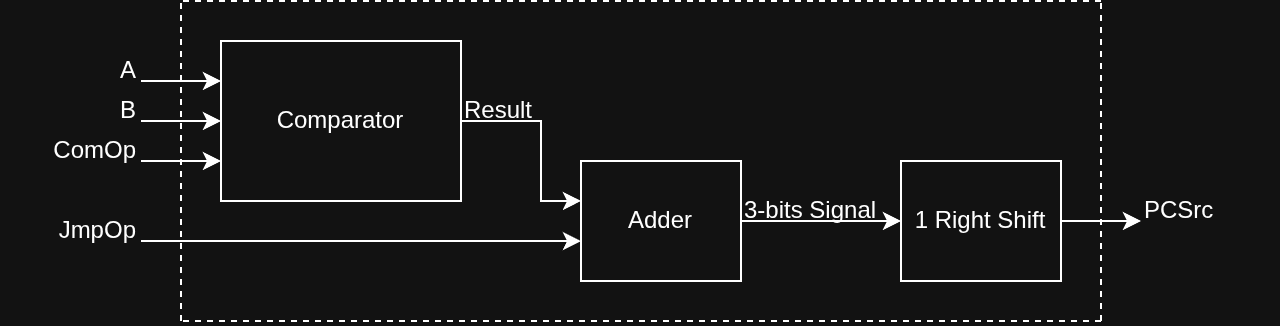 A
B
ComOp
JmpOp
Comparator
Result
Adder
3-bits Signal
1 Right Shift
PCSrc